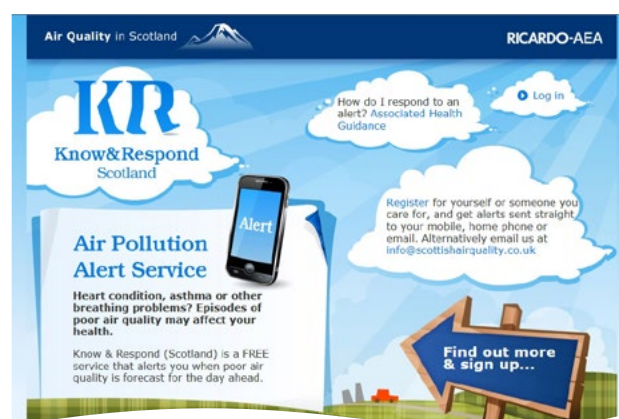 Air Quality in Scotland
RICARDO-AEA
KR
Know&Respond
Scotland
How do I respond to an
alert? Associated Health
Guidance
Log in
Register for yourself or someone you
care for, and get alerts sent straight
to your mobile, home phone or
email. Alternatively email us at
info@scottishairquality.co.uk
Alert
Air Pollution
Alert Service
Heart condition, asthma or other
breathing problems? Episodes of
poor air quality may affect your
health.
Know & Respond (Scotland) is a FREE
service that alerts you when poor air
quality is forecast for the day ahead.
Find out more
& sign up...